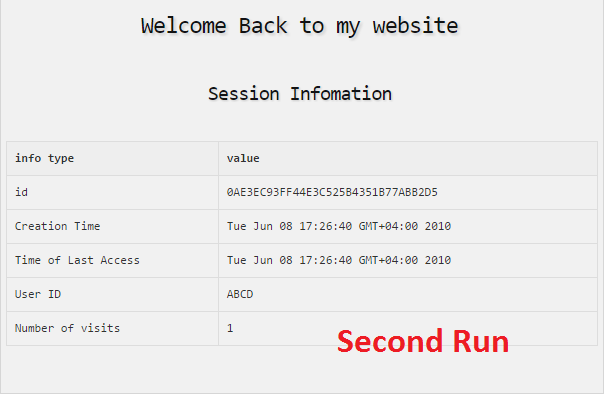 Welcome Back to my website
Session Infomation
info type value
id 0AE3EC93FF44E3C525B4351B77ABB2D5
Creation Time Tue Jun 08 17:26:40 GMT+04:00 2010
Time of Last Access Tue Jun 08 17:26:40 GMT+04:00 2010
User ID ABCD
Number of visits 1
Second Run